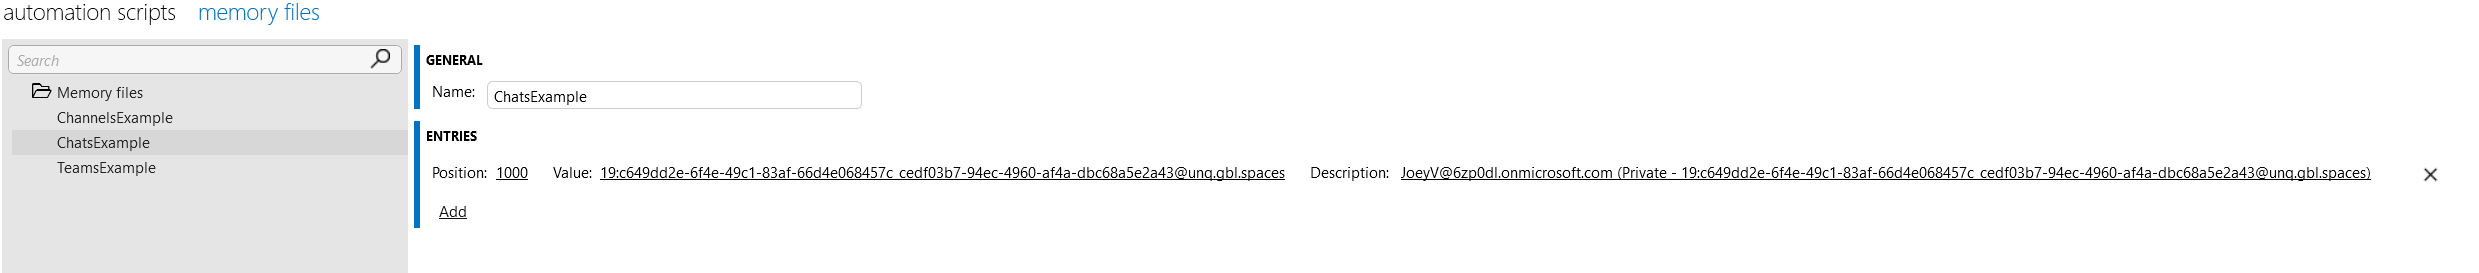 automation scripts memory files
Search
Memory files
ChannelsExample
ChatsExample
TeamsExample
GENERAL
Name: ChatsExample
ENTRIES
Position: 1000 Value: 19:c649dd2e-6f4e-49c1-83af-66d4e068457c_cedf03b7-94ec-4960-af4a-dbc68a5e2a43@unq.gbl.spaces Description: JoeyV@6zp0dl.onmicrosoft.com (Private - 19:c649dd2e-6f4e-49c1-83af-66d4e068457c_cedf03b7-94ec-4960-af4a-dbc68a5e2a43@unq.gbl.spaces)
Add